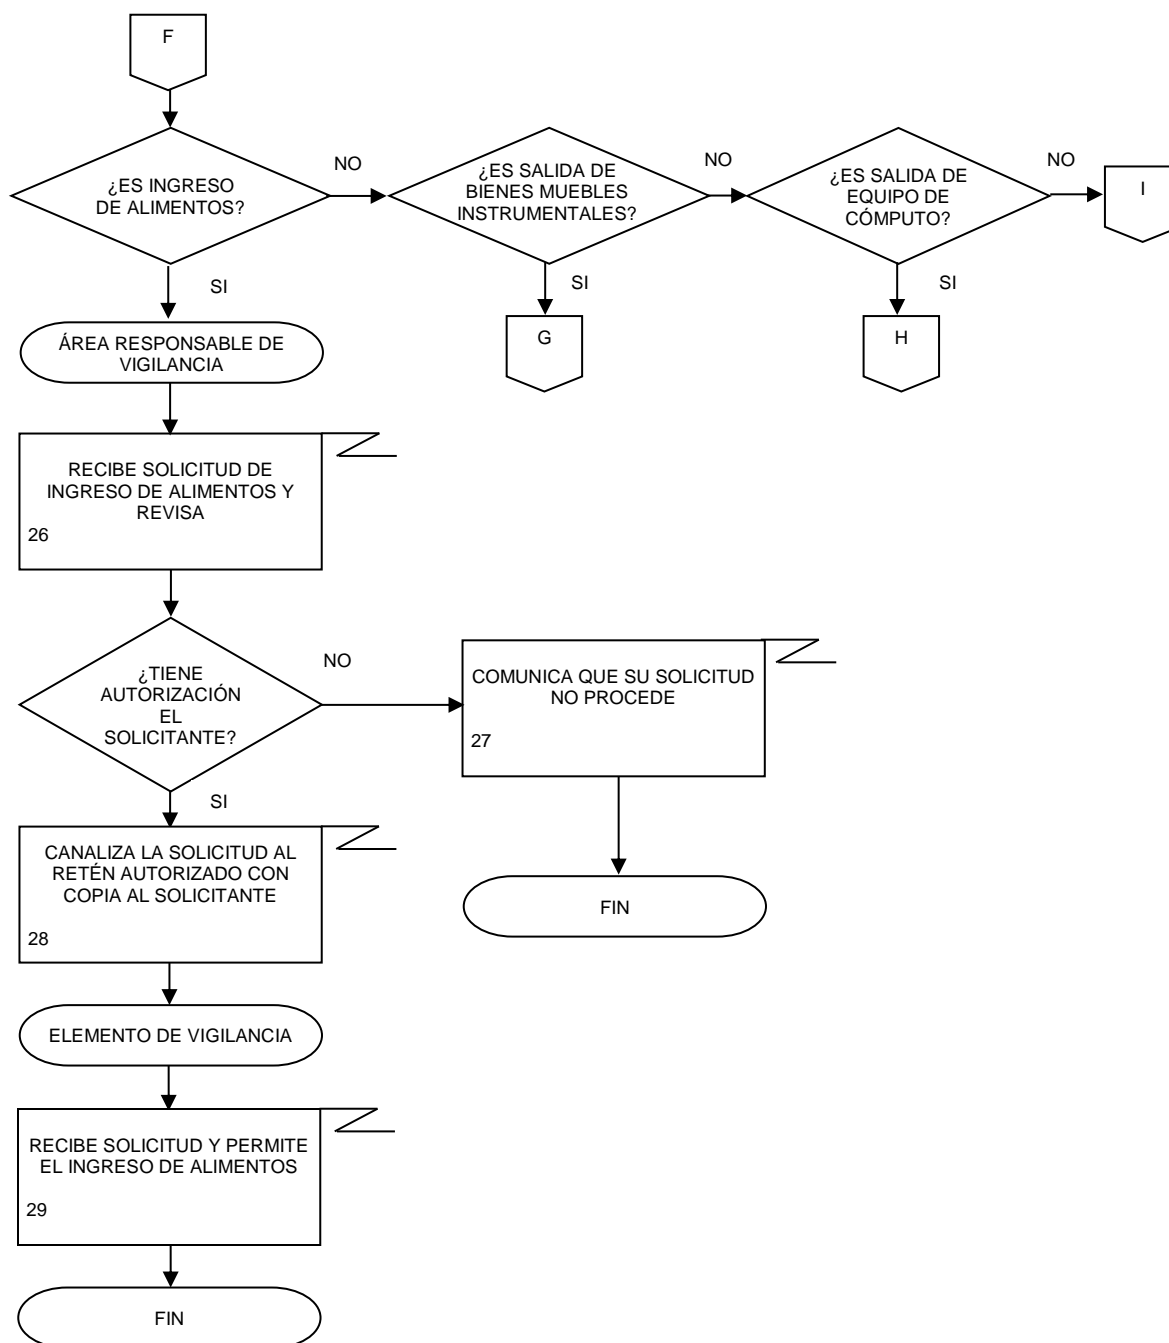 F
¿ES INGRESO
DE ALIMENTOS?
NO
¿ES SALIDA DE
BIENES MUEBLES
INSTRUMENTALES?
NO
¿ES SALIDA DE
EQUIPO DE
CÓMPUTO?
NO
I
SI
SI
SI
G
H
ÁREA RESPONSABLE DE
VIGILANCIA
RECIBE SOLICITUD DE
INGRESO DE ALIMENTOS Y
REVISA
26
¿TIENE
AUTORIZACIÓN
EL
SOLICITANTE?
NO
COMUNICA QUE SU SOLICITUD
NO PROCEDE
27
SI
CANALIZA LA SOLICITUD AL
RETÉN AUTORIZADO CON
COPIA AL SOLICITANTE
28
FIN
ELEMENTO DE VIGILANCIA
RECIBE SOLICITUD Y PERMITE
EL INGRESO DE ALIMENTOS
29
FIN